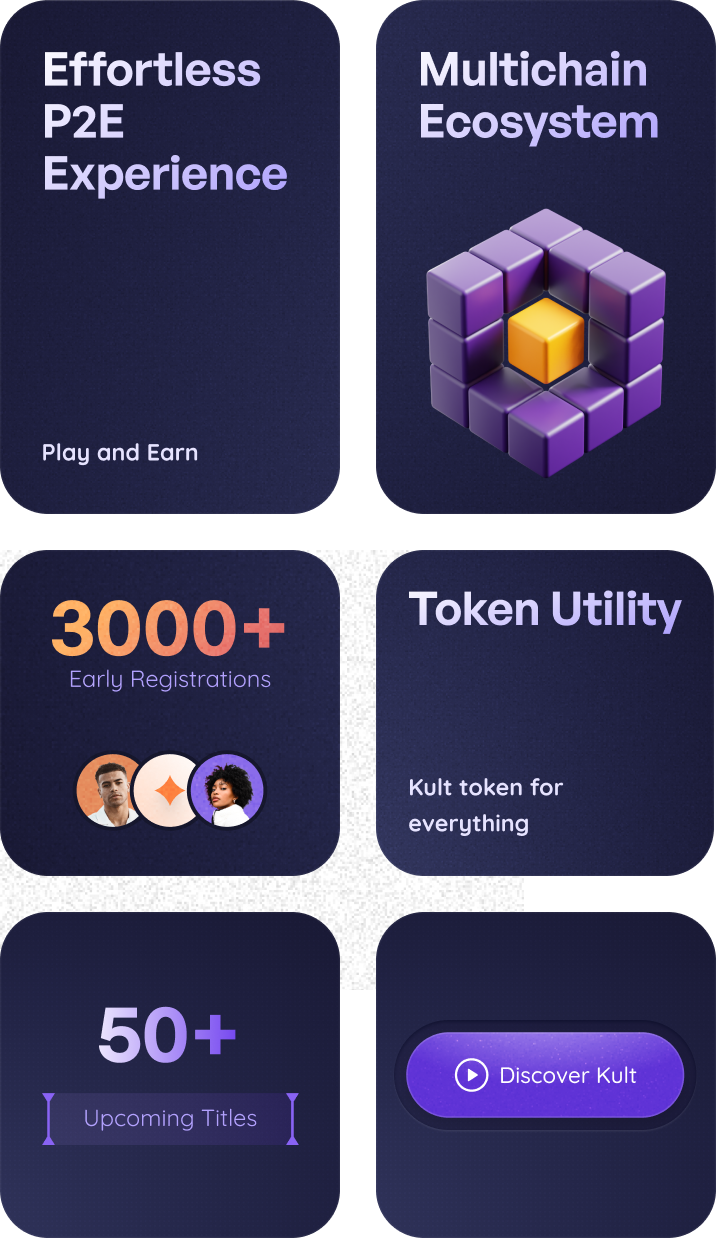 Effortless
P2E
Experience
Play and Earn
Multichain
Ecosystem
3000+
Early Registrations
Token Utility
Kult token for
everything
50+
Upcoming Titles
Discover Kult